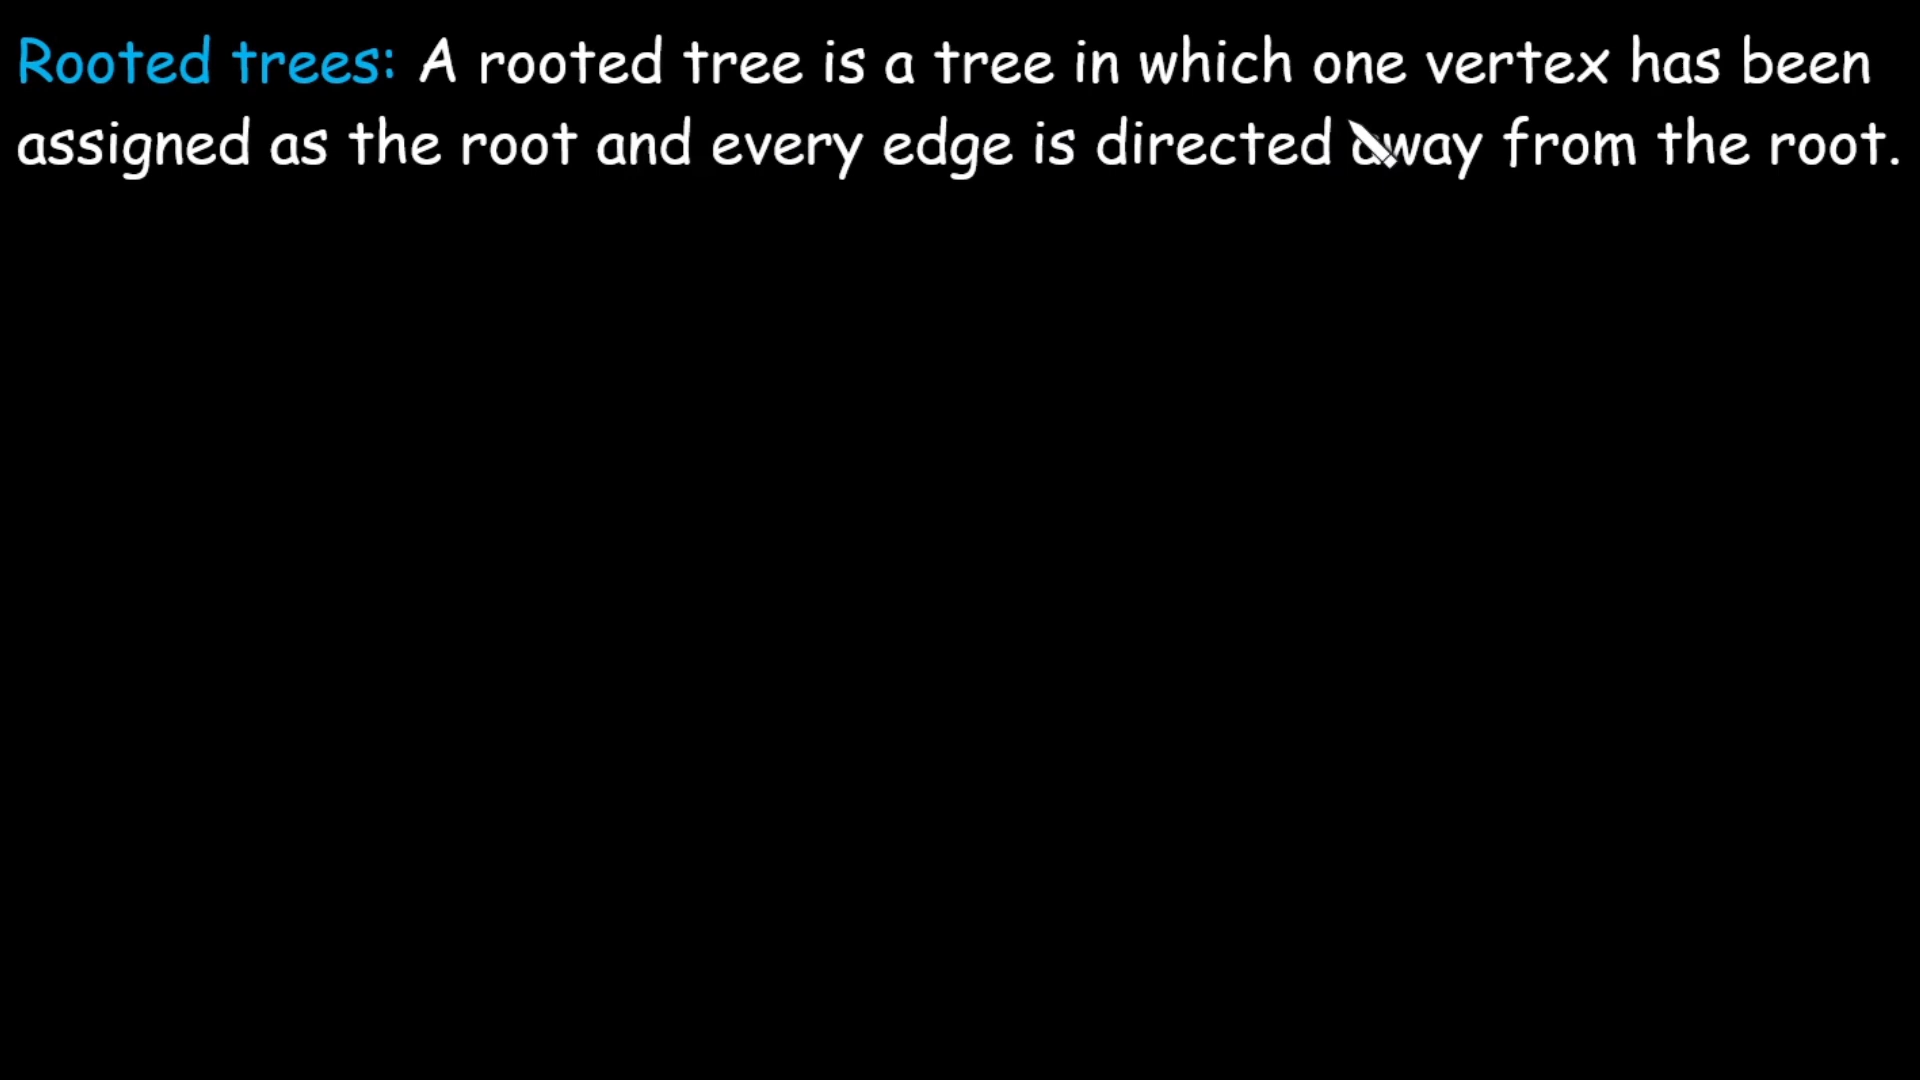 Rooted trees: A rooted tree is a tree in which one vertex has been
assigned as the root and every edge is directed away from the root.